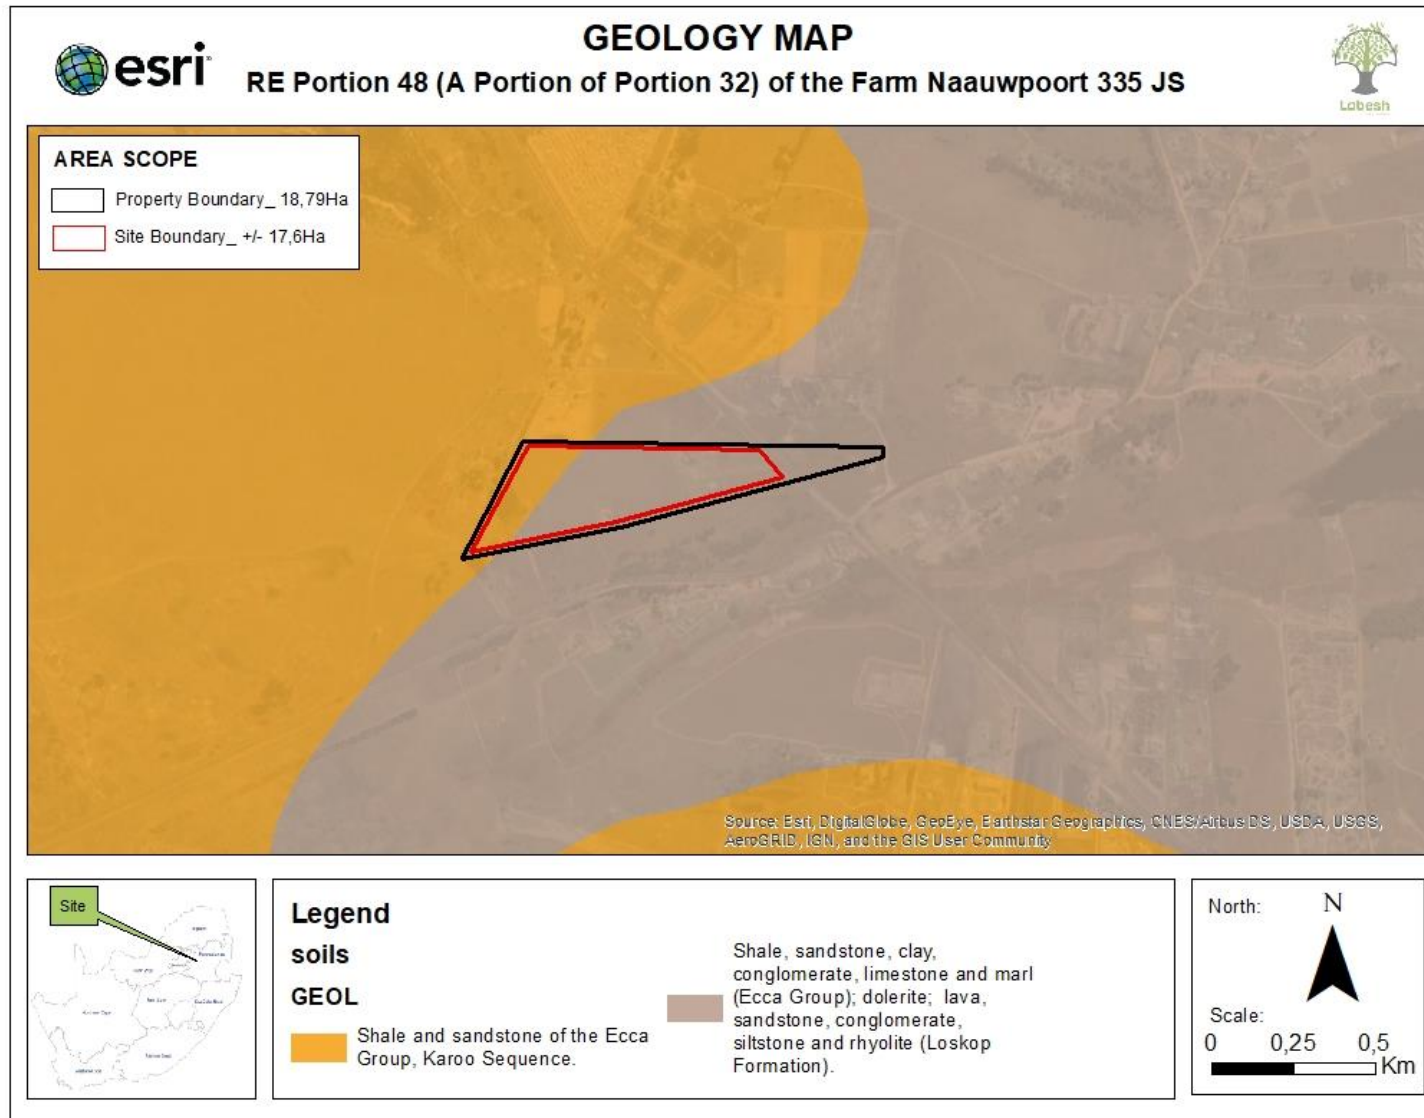 GEOLOGY MAP
esri
RE Portion 48 (A Portion of Portion 32) of the Farm Naauwpoort 335 JS
Labesh
AREA SCOPE
Property Boundary_ 18,79Ha
Site Boundary_ +/- 17,6Ha
Source: Esri, DigitalGlobe, GeoEye, Earthstar Geographics, CNES/Airbus DS, USDA, USGS,
AeroGRID, IGN, and the GIS User Community
Site
Legend
soils
GEOL
Shale and sandstone of the Ecca
Group, Karoo Sequence.
Shale, sandstone, clay,
conglomerate, limestone and marl
(Ecca Group); dolerite; lava,
sandstone, conglomerate,
siltstone and rhyolite (Loskop
Formation).
North:
N
Scale:
0 0,25 0,5
Km